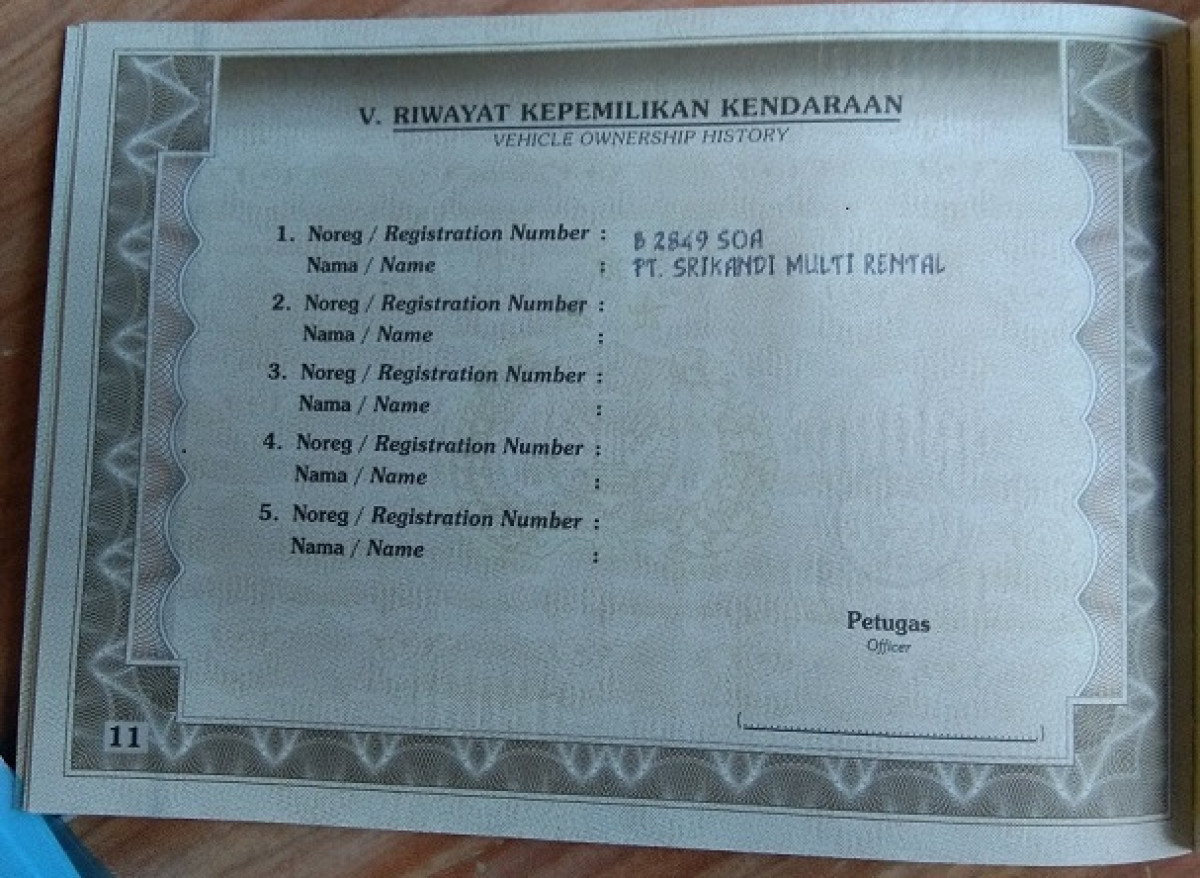 V. RIWAYAT KEPEMILIKAN KENDARAAN
VEHICLE OWNERSHIP HISTORY
1. Noreg / Registration Number : B 2849 SOA
Nama / Name : PT. SRIKANDI MULTI RENTAL
2. Noreg / Registration Number :
Nama / Name :
3. Noreg / Registration Number :
Nama / Name :
4. Noreg / Registration Number :
Nama / Name :
5. Noreg / Registration Number :
Nama / Name :
Petugas
Officer
(..............................)
11